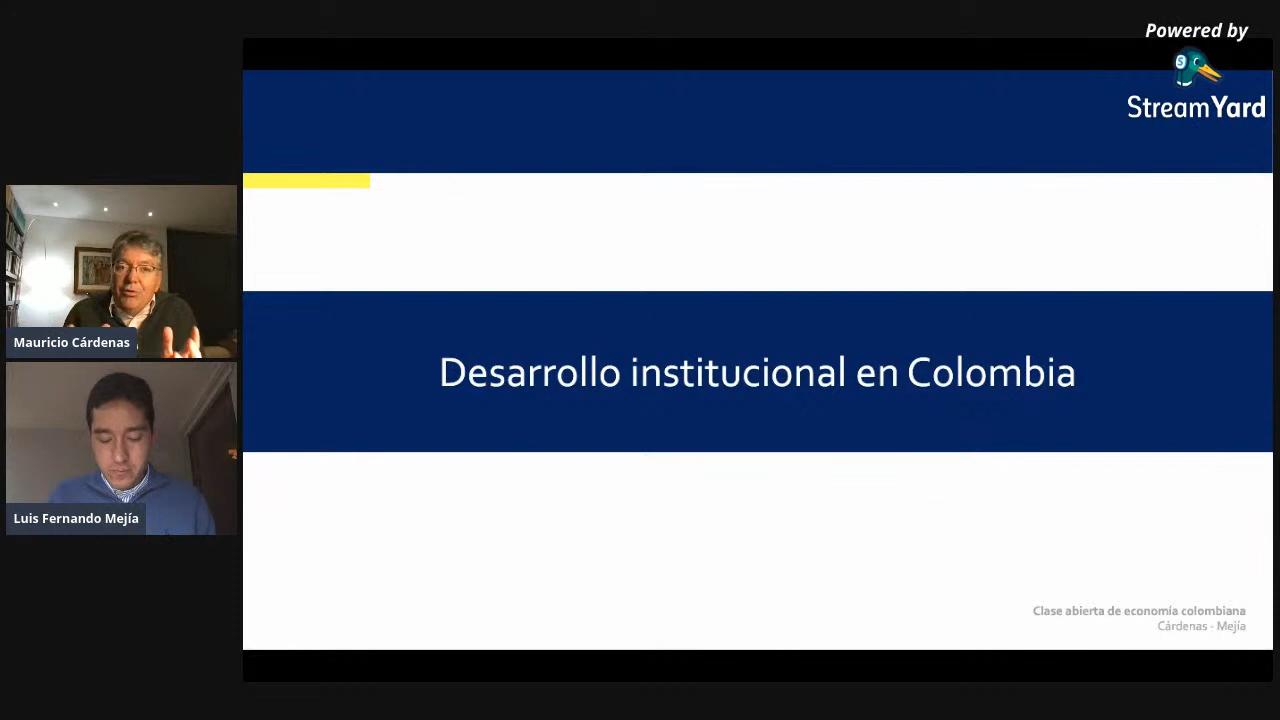 Powered by
StreamYard
Mauricio Cárdenas
Luis Fernando Mejía
Desarrollo institucional en Colombia
Clase abierta de economía colombiana
Cárdenas - Mejía